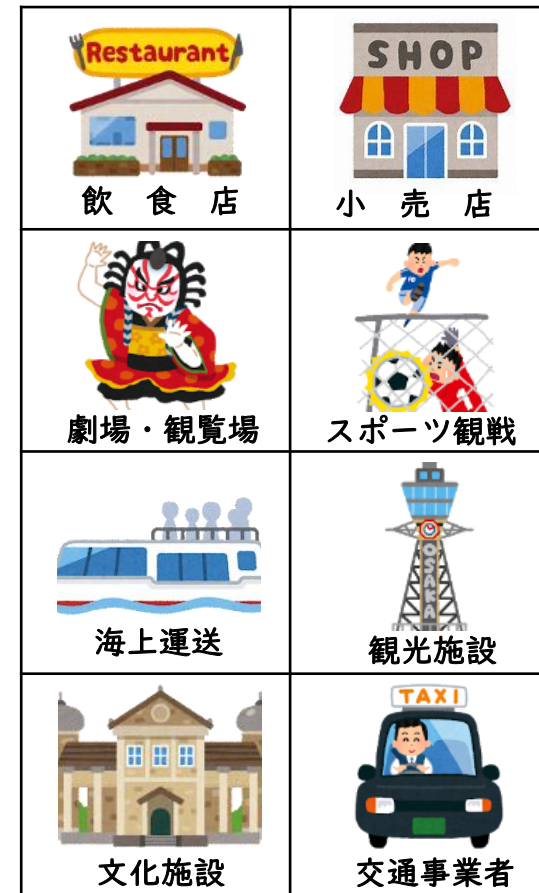 Restaurant
飲食店
SHOP
小売店
劇場・観覧場
スポーツ観戦
海上運送
OSAKA
観光施設
文化施設
TAXI
交通事業者